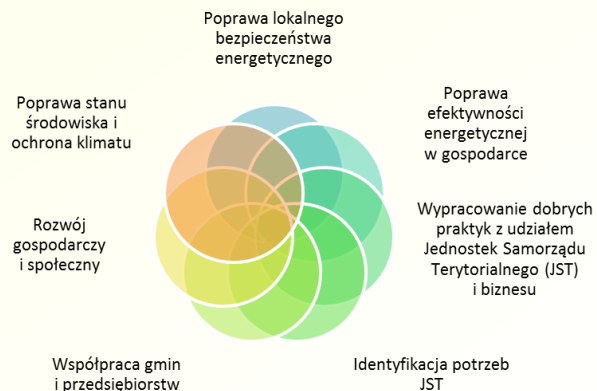 Poprawa lokalnego
bezpieczeństwa
energetycznego
Poprawa
efektywności
energetycznej
w gospodarce
Wypracowanie dobrych
praktyk z udziałem
Jednostek Samorządu
Terytorialnego (JST)
i biznesu
Identyfikacja potrzeb
JST
Współpraca gmin
i przedsiębiorstw
Rozwój
gospodarczy
i społeczny
Poprawa stanu
środowiska i
ochrona klimatu